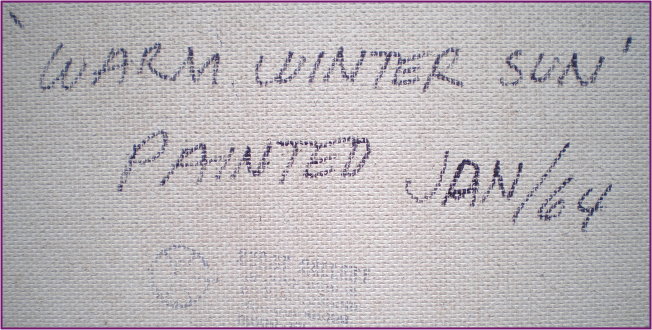 'WARM WINTER SUN'
PAINTED JAN/64